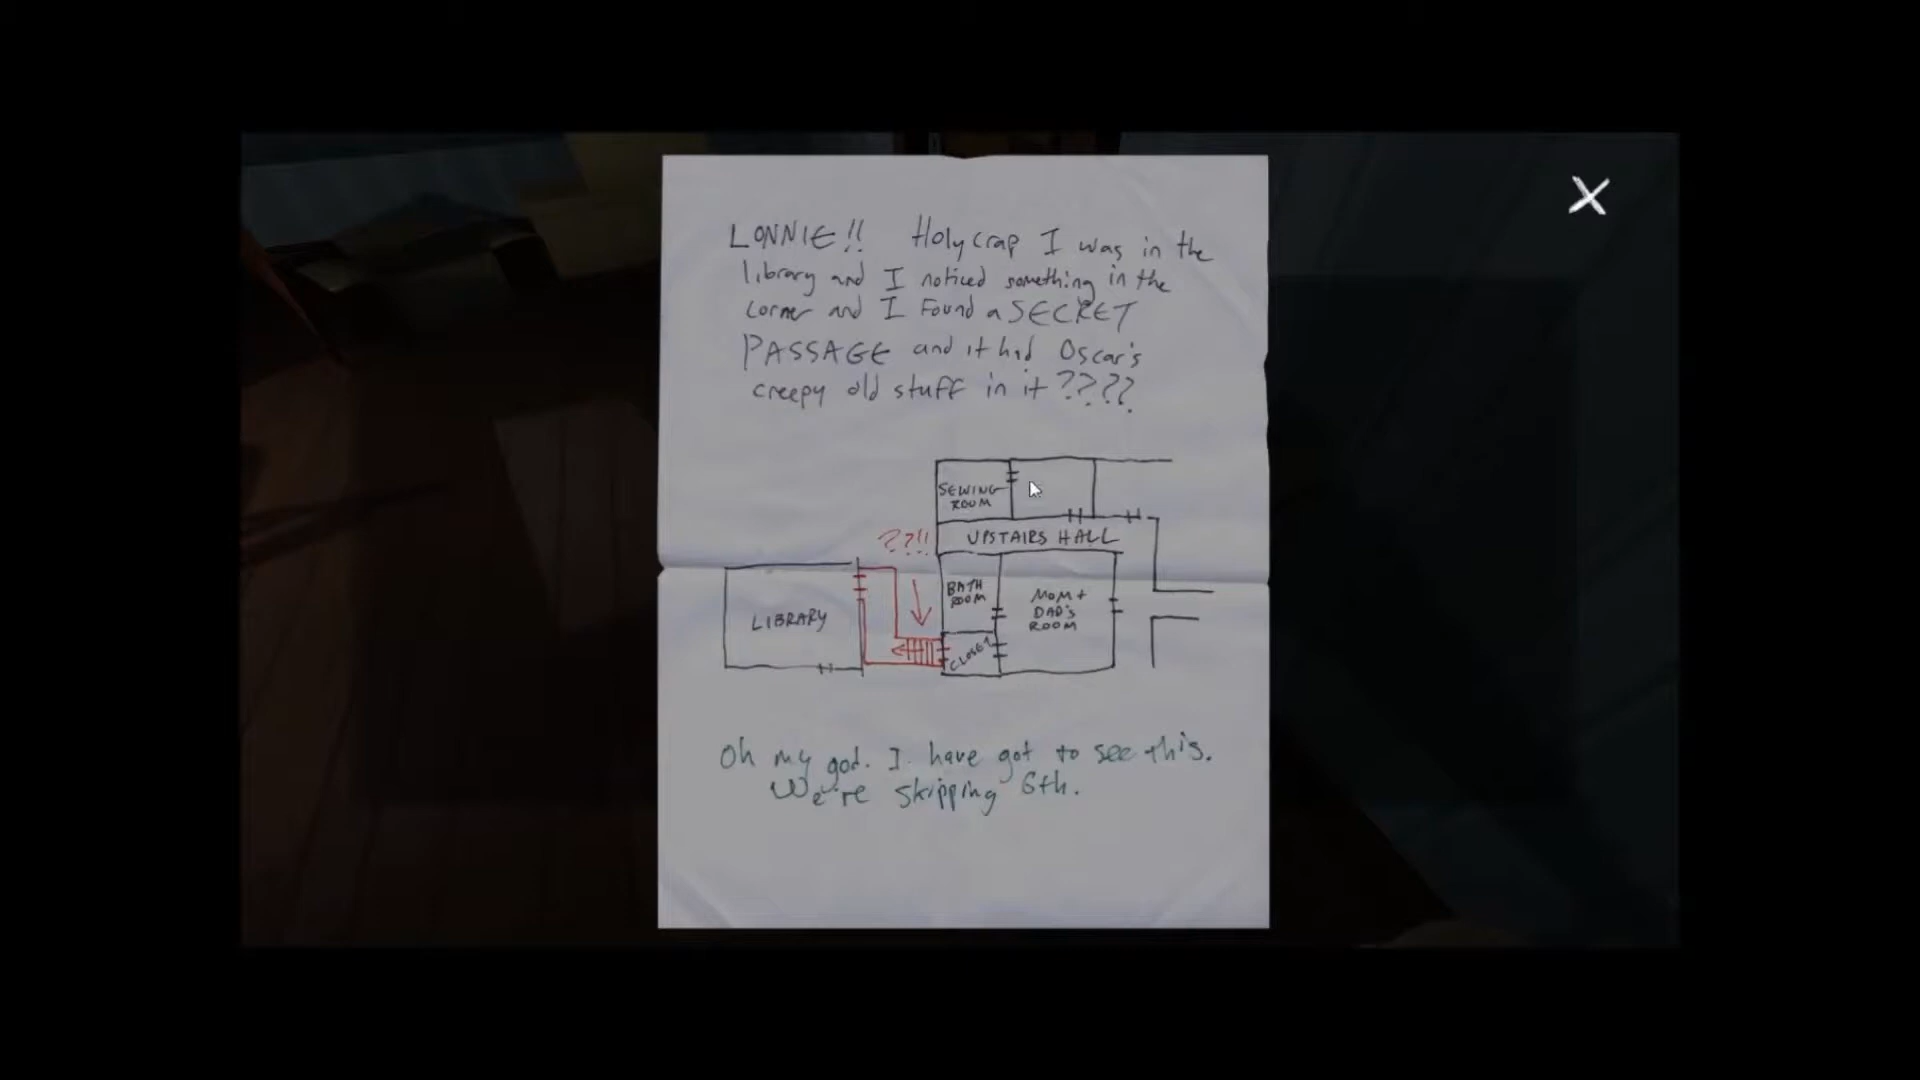 LONNIE!! Holy crap I was in the
library and I noticed something in the
corner and I Found a SECRET
PASSAGE and it had Oscar's
creepy old stuff in it ????
SEWING
ROOM
UPSTAIRS HALL
??!!
BATH
ROOM
MOM +
DAD'S
ROOM
LIBRARY
CLOSET
Oh my god. I have got to see this.
We're skipping 6th.